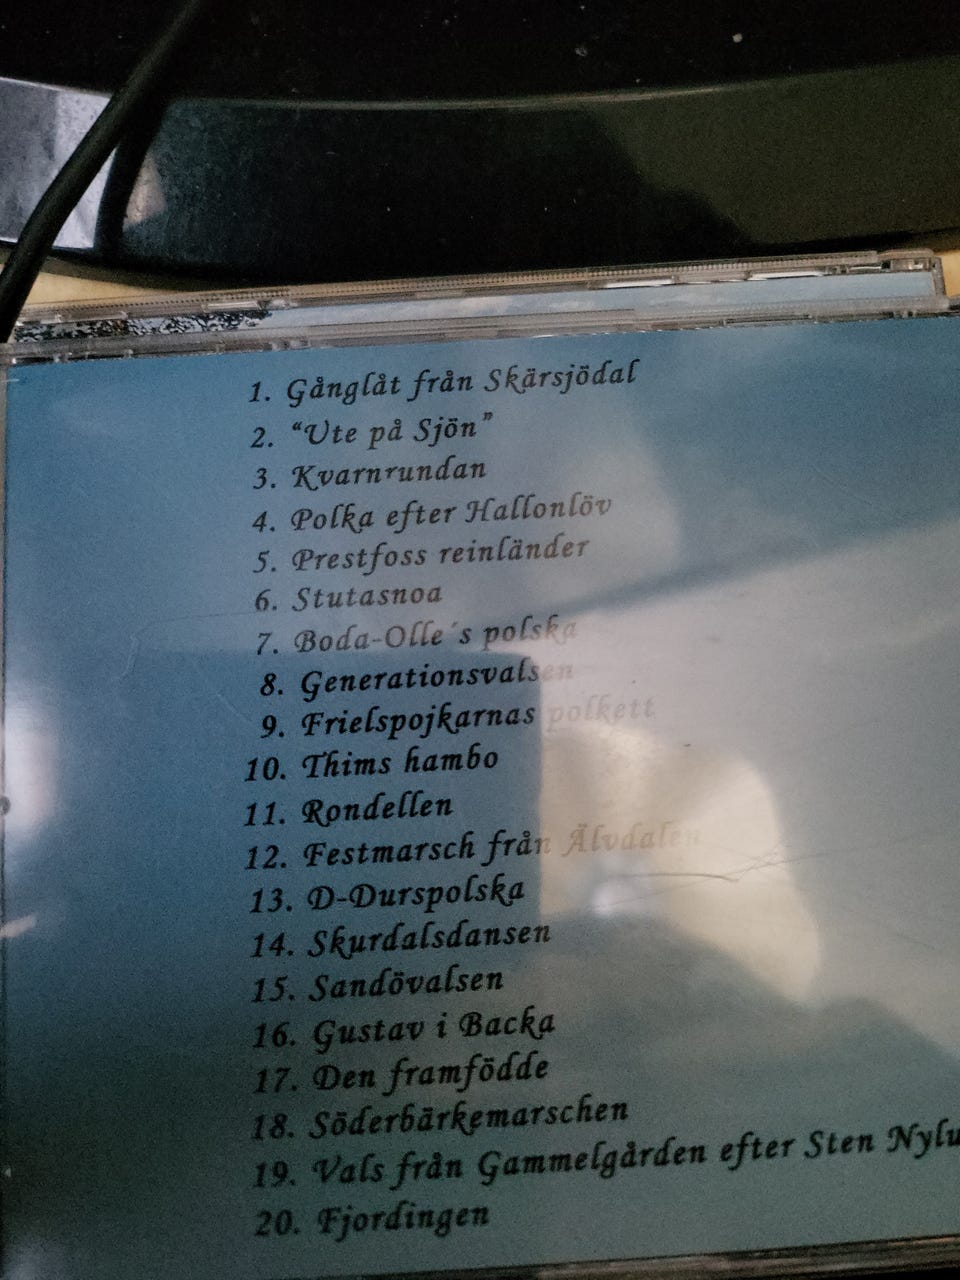 1. Gånglåt från Skärsjödal
2. “Ute på Sjön”
3. Kvarnrundan
4. Polka efter Hallonlöv
5. Prestfoss reinländer
6. Stutasnoa
7. Boda-Olle´s polska
8. Generationsvalsen
9. Frielspojkarnas polkett
10. Thims hambo
11. Rondellen
12. Festmarsch från Älvdalen
13. D-Durspolska
14. Skurdalsdansen
15. Sandövalsen
16. Gustav i Backa
17. Den framfödde
18. Söderbärkemarschen
19. Vals från Gammelgården efter Sten
20. Fjordingen